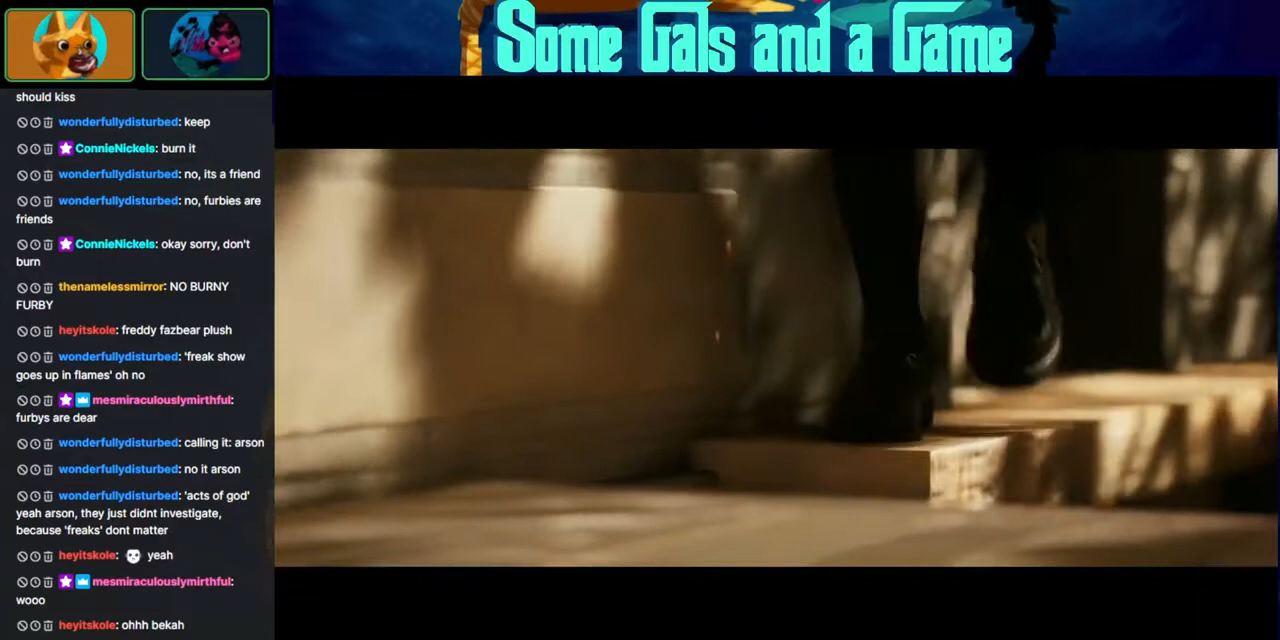 Some Gals and a Game
should kiss
wonderfullydisturbed: keep
ConnieNickels: burn it
wonderfullydisturbed: no, its a friend
wonderfullydisturbed: no, furbies are
friends
ConnieNickels: okay sorry, don't
burn
thenamelessmirror: NO BURNY
FURBY
heyitskole: freddy fazbear plush
wonderfullydisturbed: 'freak show
goes up in flames' oh no
mesmiraculouslymirthful:
furbys are dear
wonderfullydisturbed: calling it: arson
wonderfullydisturbed: no it arson
wonderfullydisturbed: 'acts of god'
yeah arson, they just didnt investigate,
because 'freaks' dont matter
heyitskole: yeah
mesmiraculouslymirthful:
wooo
heyitskole: ohhh bekah